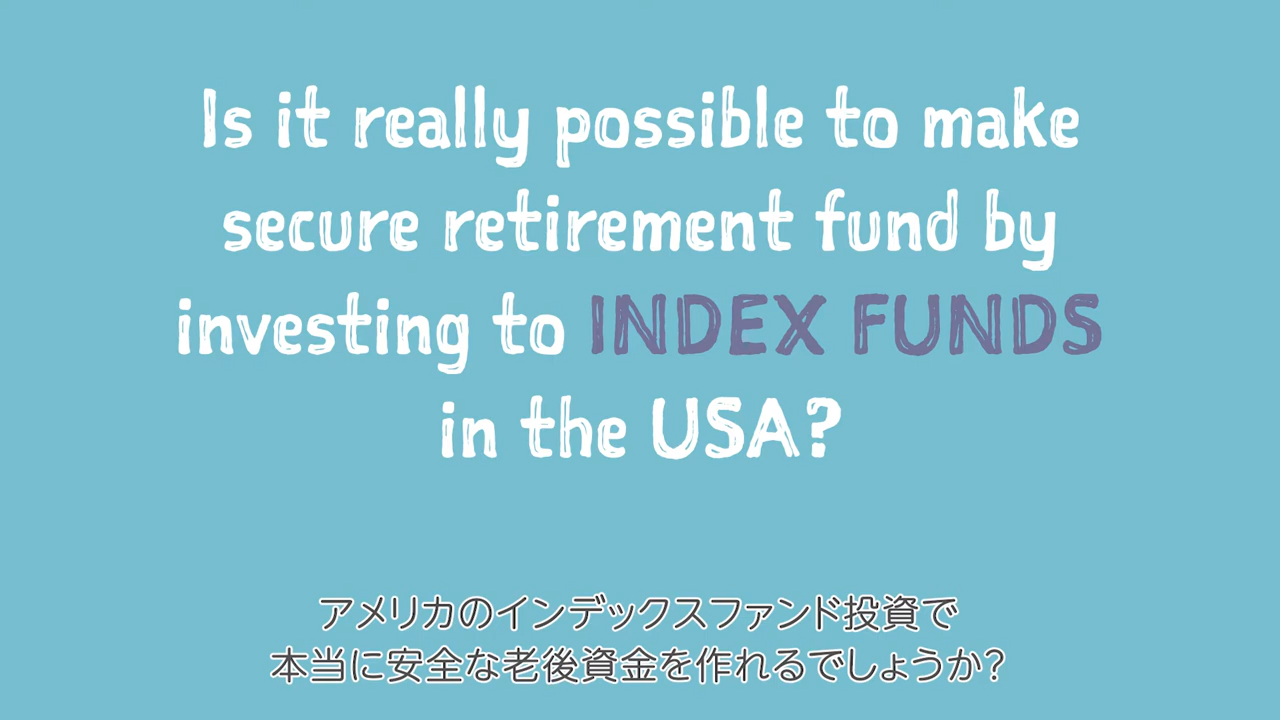 Is it really possible to make
secure retirement fund by
investing to INDEX FUNDS
in the USA?
アメリカのインデックスファンド投資で
本当に安全な老後資金を作れるでしょうか?